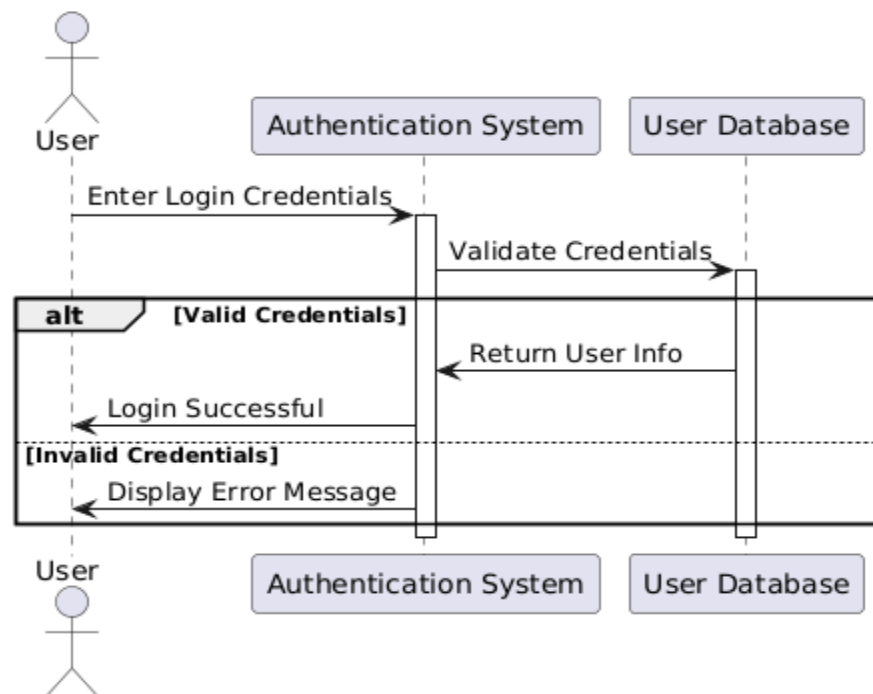 User
Authentication System
User Database
Enter Login Credentials
Validate Credentials
alt
[Valid Credentials]
Return User Info
Login Successful
[Invalid Credentials]
Display Error Message
User
Authentication System
User Database